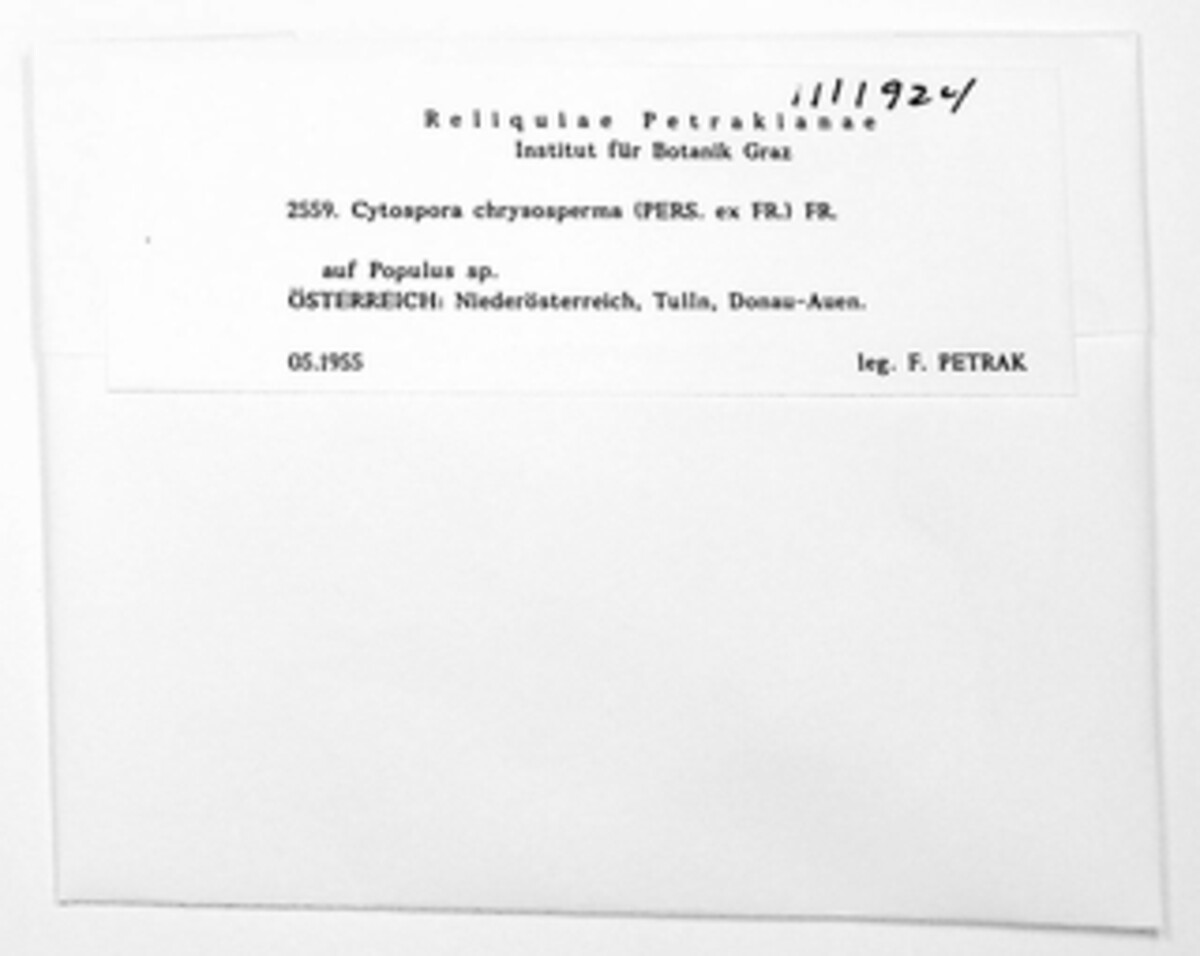 1111924
Reliquiae Petrakianae
Institut für Botanik Graz
2559. Cytospora chrysosperma (PERS. ex FR.) FR.
auf Populus sp.
ÖSTERREICH: Niederösterreich, Tulln, Donau-Auen.
05.1955 leg. F. PETRAK